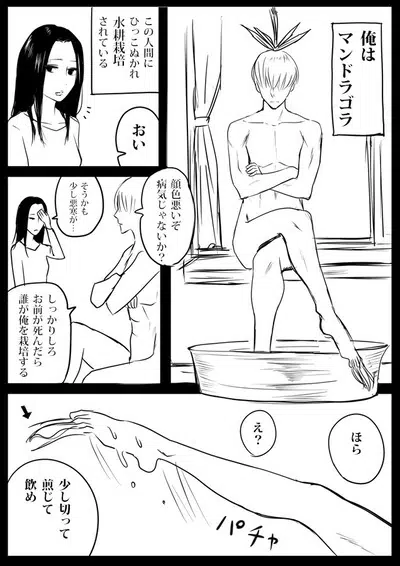 俺は
マンドラゴラ
この人間に
ひっこぬかれ
水耕栽培
されている
おい
顔色悪いぞ
病気じゃないか?
そうかも
少し悪寒が…
しっかりしろ
お前が死んだら
誰が俺を栽培する
ほら
え?
パチャ
少し切って
煎じて
飲め